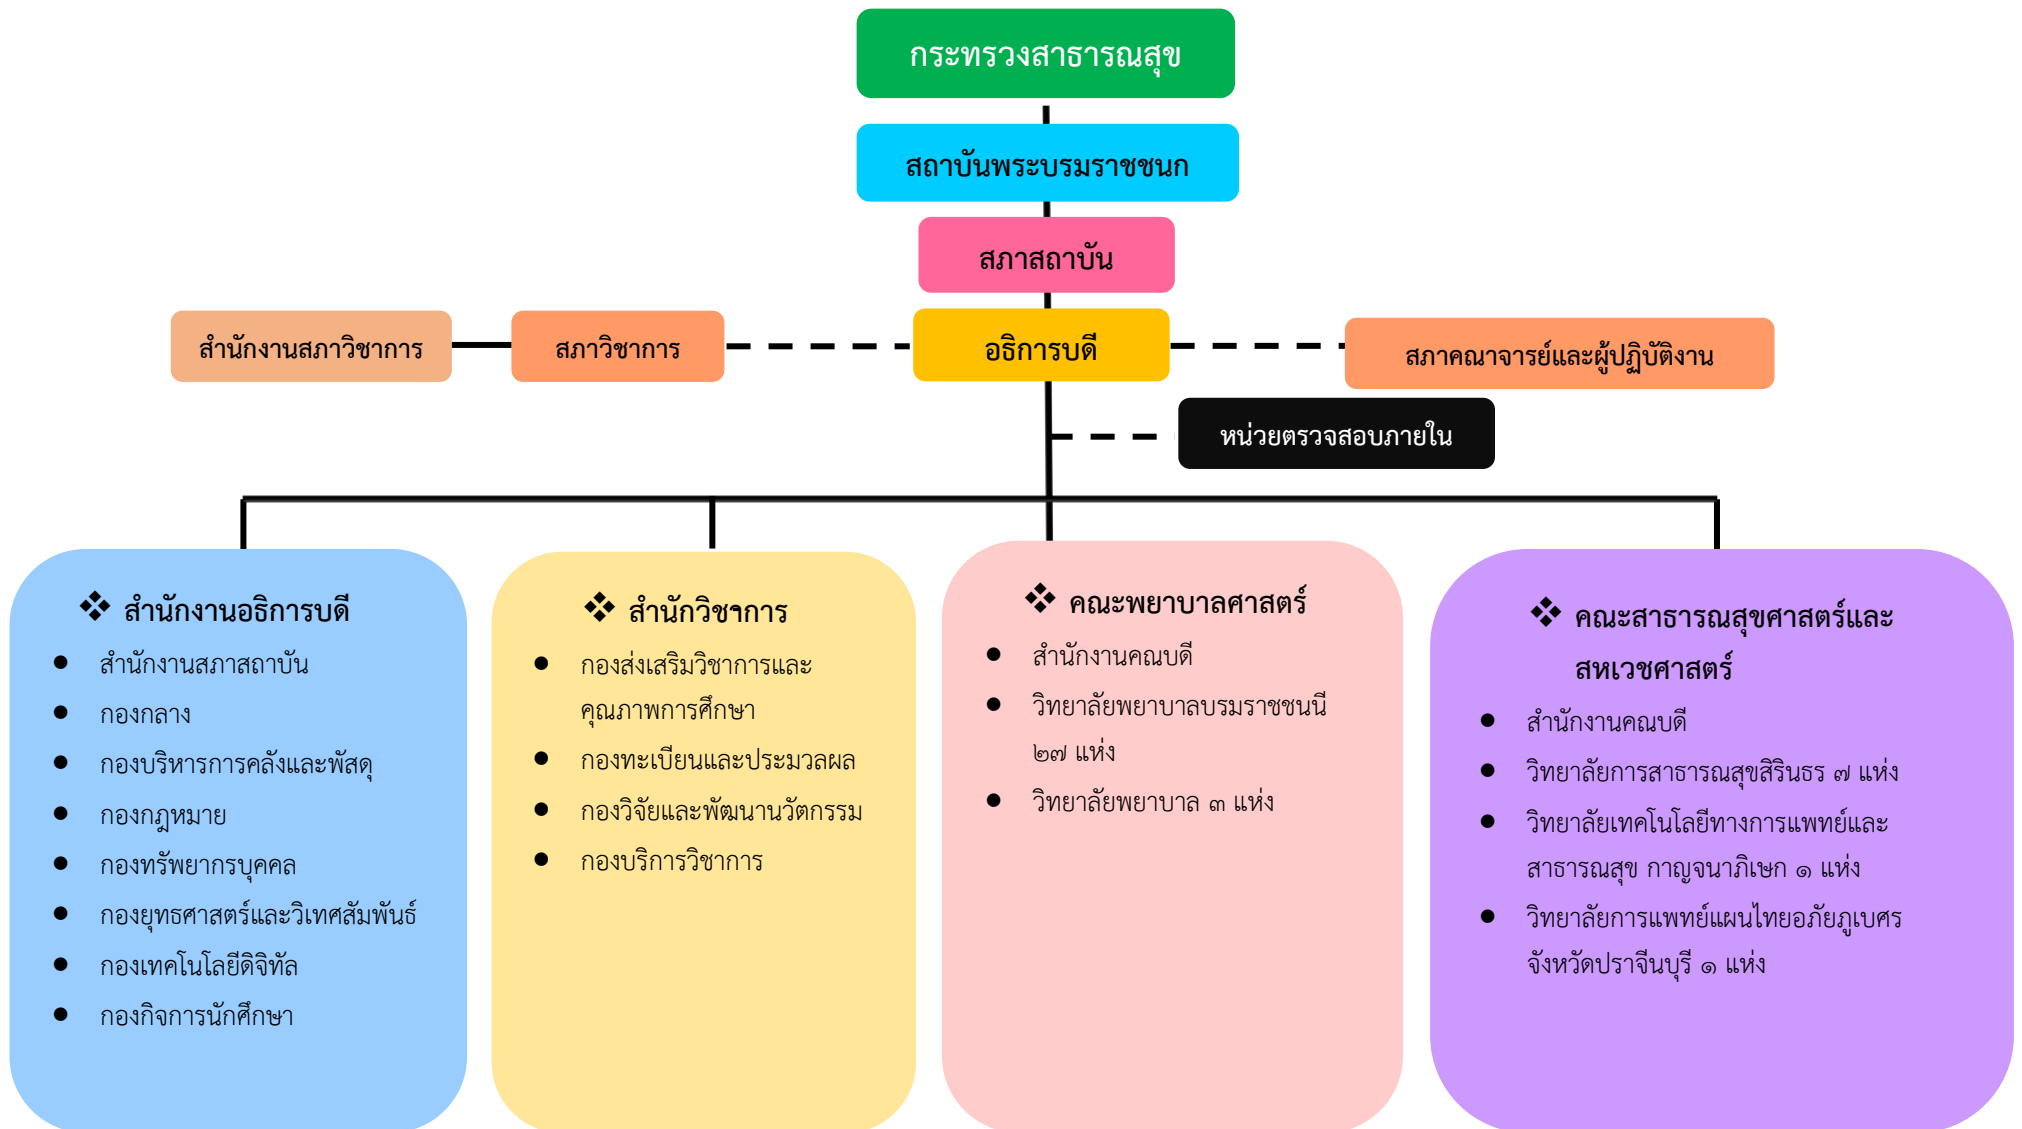 กระทรวงสาธารณสุข
สถาบันพระบรมราชชนก
สภาสถาบัน
สำนักงานสภาวิชาการ
สภาวิชาการ
อธิการบดี
สภาคณาจารย์และผู้ปฏิบัติงาน
หน่วยตรวจสอบภายใน
❖ สำนักงานอธิการบดี
● สำนักงานสภาสถาบัน
● กองกลาง
● กองบริหารการคลังและพัสดุ
● กองกฎหมาย
● กองทรัพยากรบุคคล
● กองยุทธศาสตร์และวิเทศสัมพันธ์
● กองเทคโนโลยีดิจิทัล
● กองกิจการนักศึกษา
❖ สำนักวิชาการ
● กองส่งเสริมวิชาการและ
คุณภาพการศึกษา
● กองทะเบียนและประมวลผล
● กองวิจัยและพัฒนานวัตกรรม
● กองบริการวิชาการ
❖ คณะพยาบาลศาสตร์
● สำนักงานคณบดี
● วิทยาลัยพยาบาลบรมราชชนนี
๒๗ แห่ง
● วิทยาลัยพยาบาล ๓ แห่ง
❖ คณะสาธารณสุขศาสตร์และ
สหเวชศาสตร์
● สำนักงานคณบดี
● วิทยาลัยการสาธารณสุขสิรินธร ๗ แห่ง
● วิทยาลัยเทคโนโลยีทางการแพทย์และ
สาธารณสุข กาญจนาภิเษก ๑ แห่ง
● วิทยาลัยการแพทย์แผนไทยอภัยภูเบศร
จังหวัดปราจีนบุรี ๑ แห่ง